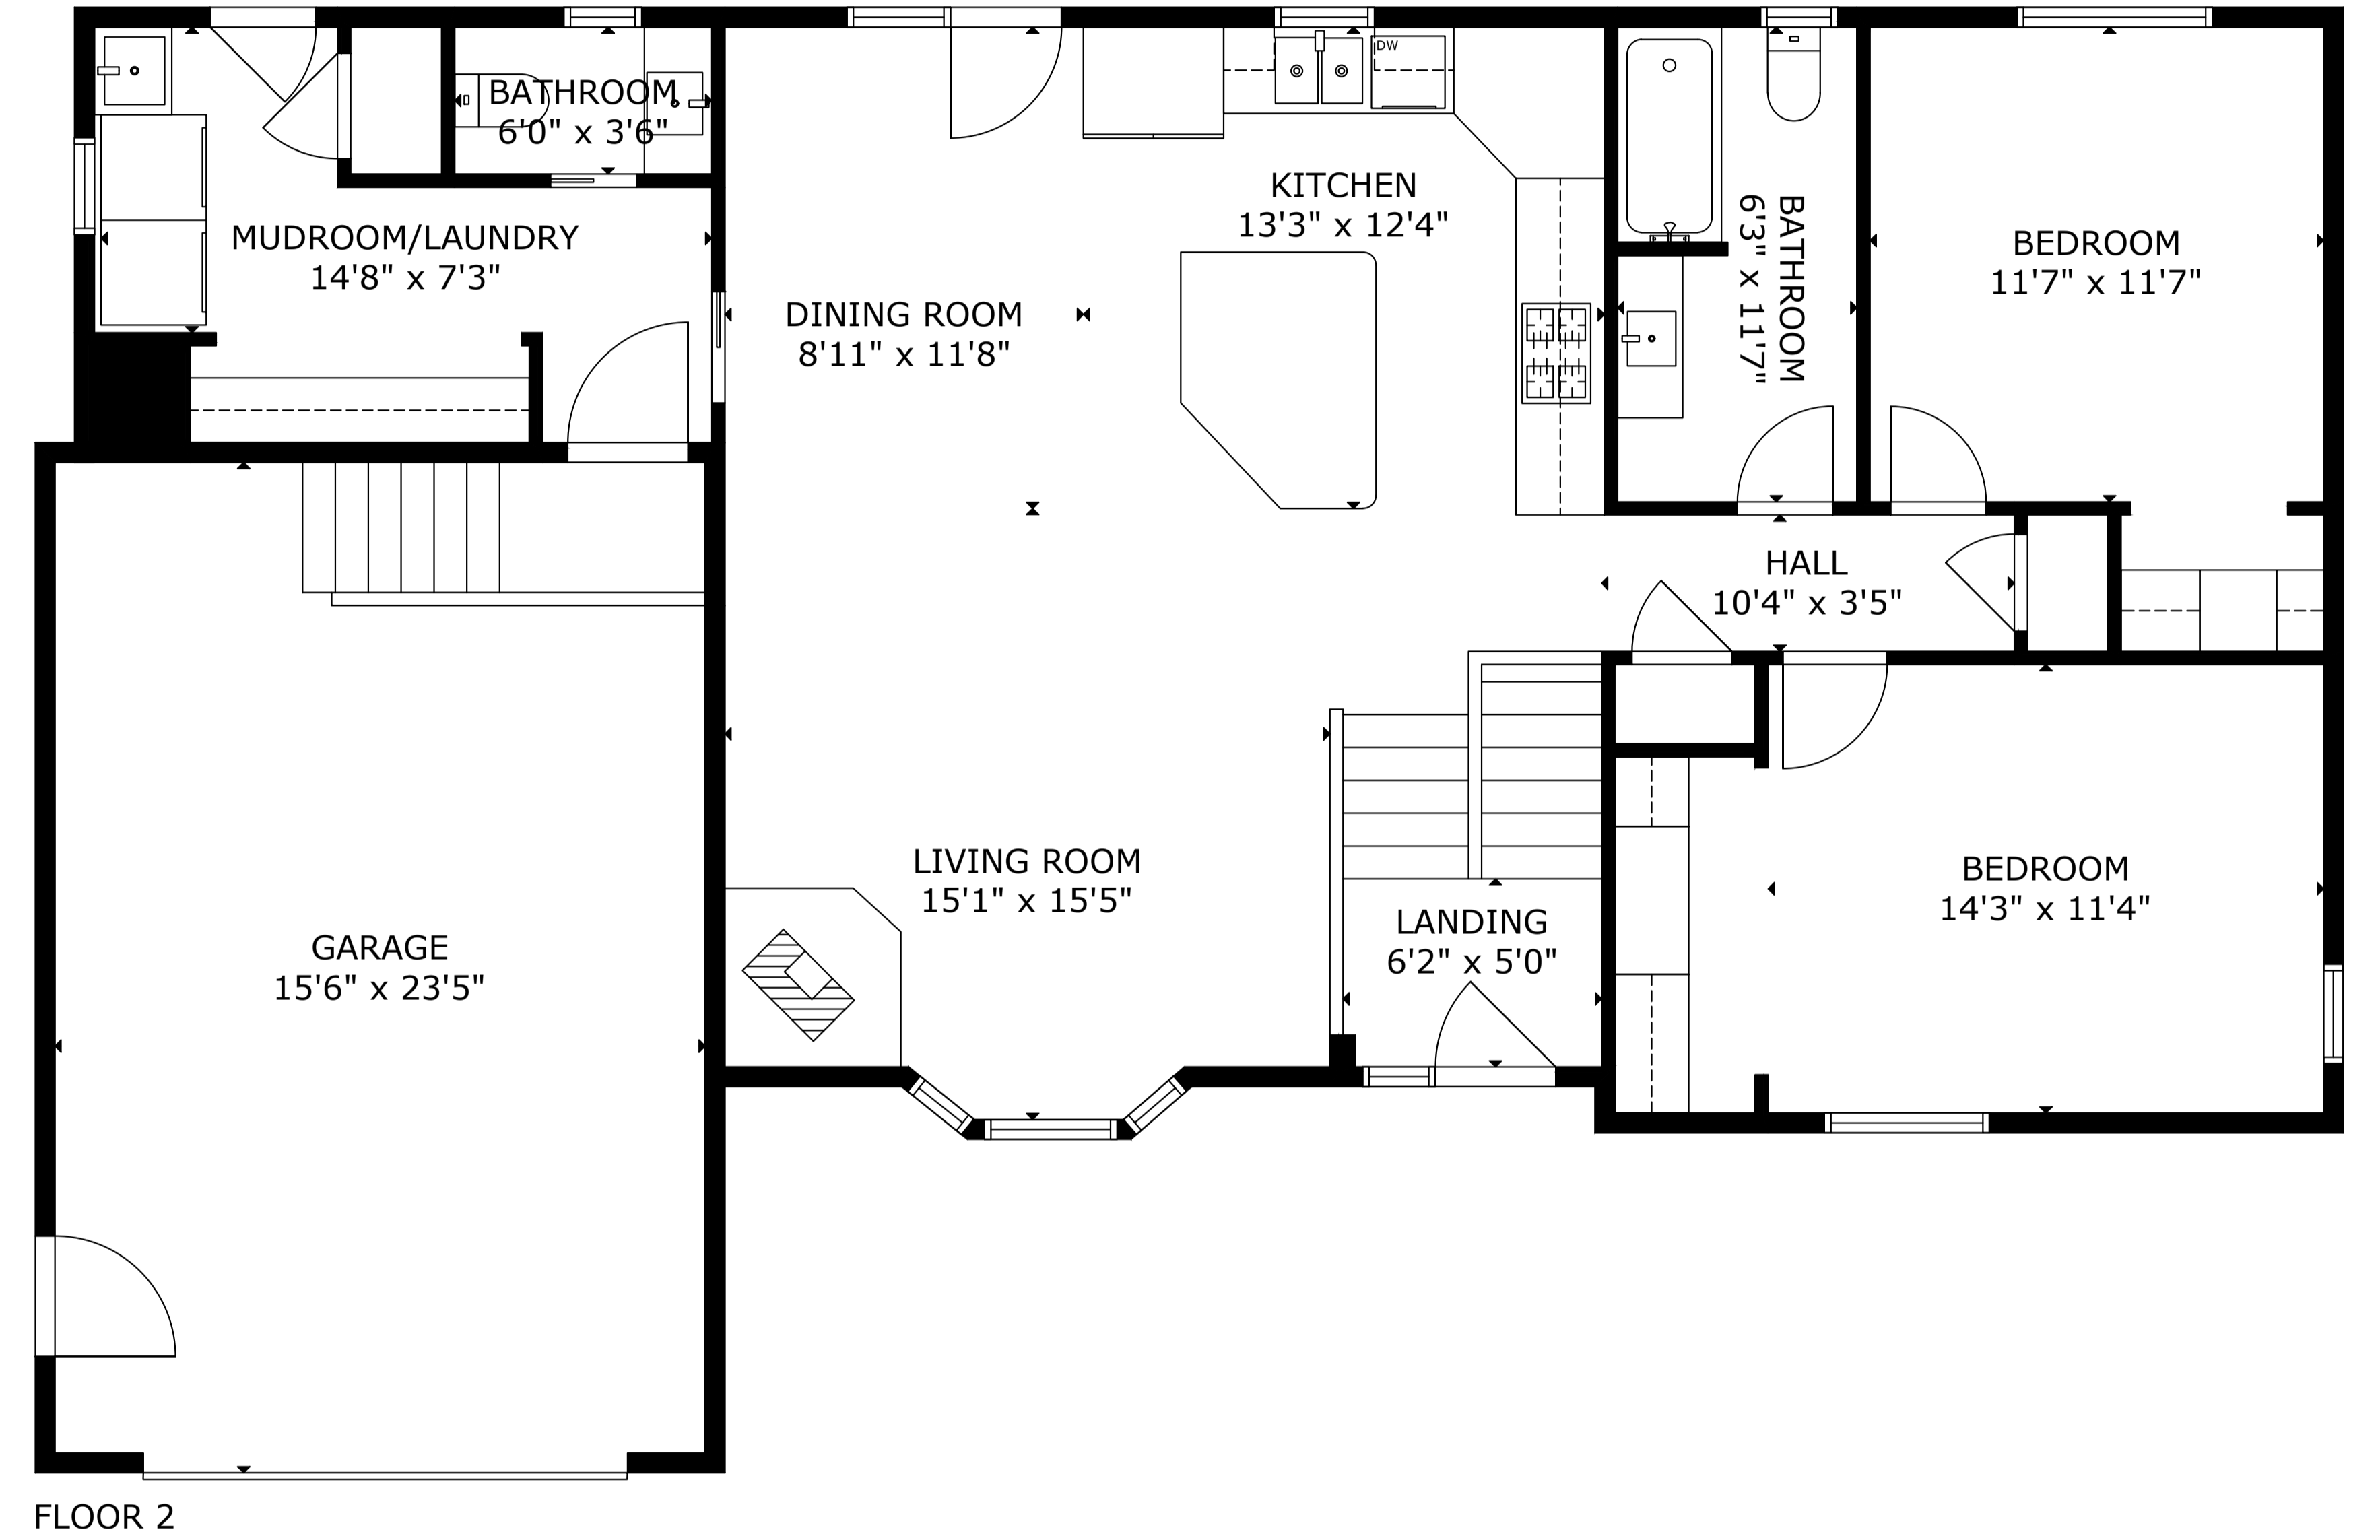 BATHROOM
6'0" x 3'6"
DW
KITCHEN
13'3" x 12'4"
MUDROOM/LAUNDRY
14'8" x 7'3"
DINING ROOM
8'11" x 11'8"
BATHROOM
6'3" x 11'7"
BEDROOM
11'7" x 11'7"
HALL
10'4" x 3'5"
LIVING ROOM
15'1" x 15'5"
LANDING
6'2" x 5'0"
BEDROOM
14'3" x 11'4"
GARAGE
15'6" x 23'5"
FLOOR 2